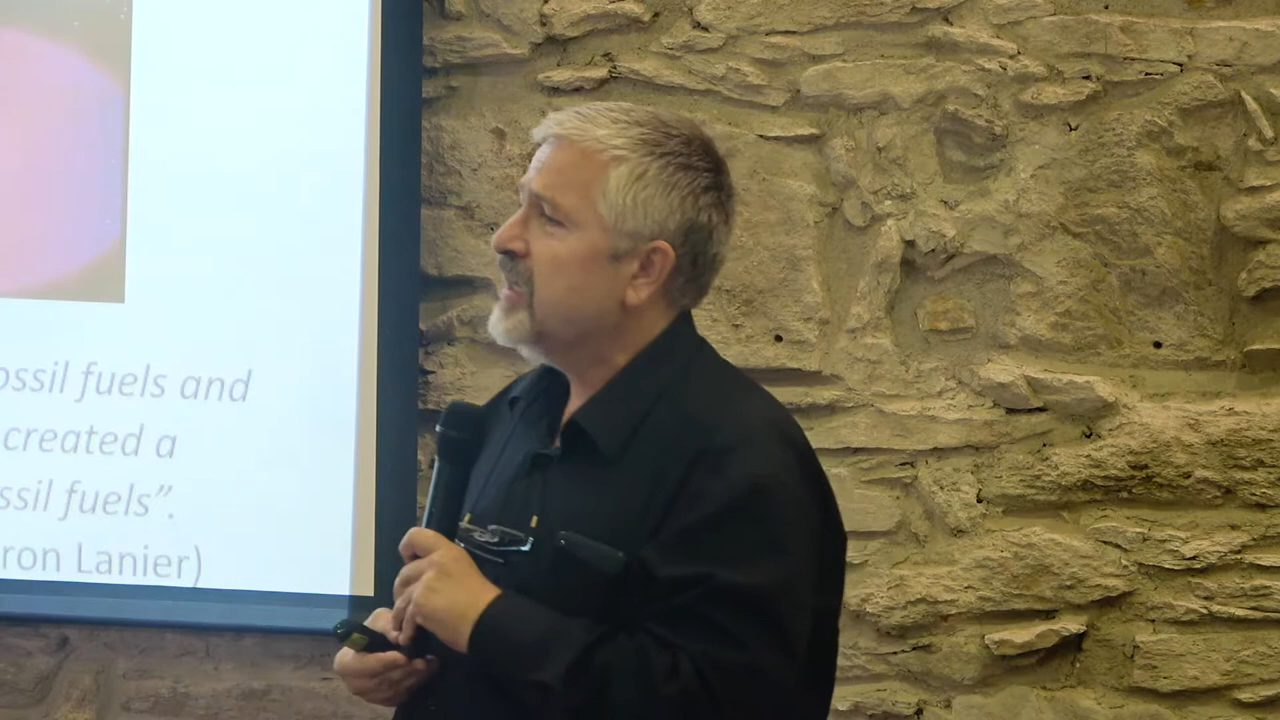 ossil fuels and
created a
ssil fuels”.
ron Lanier)